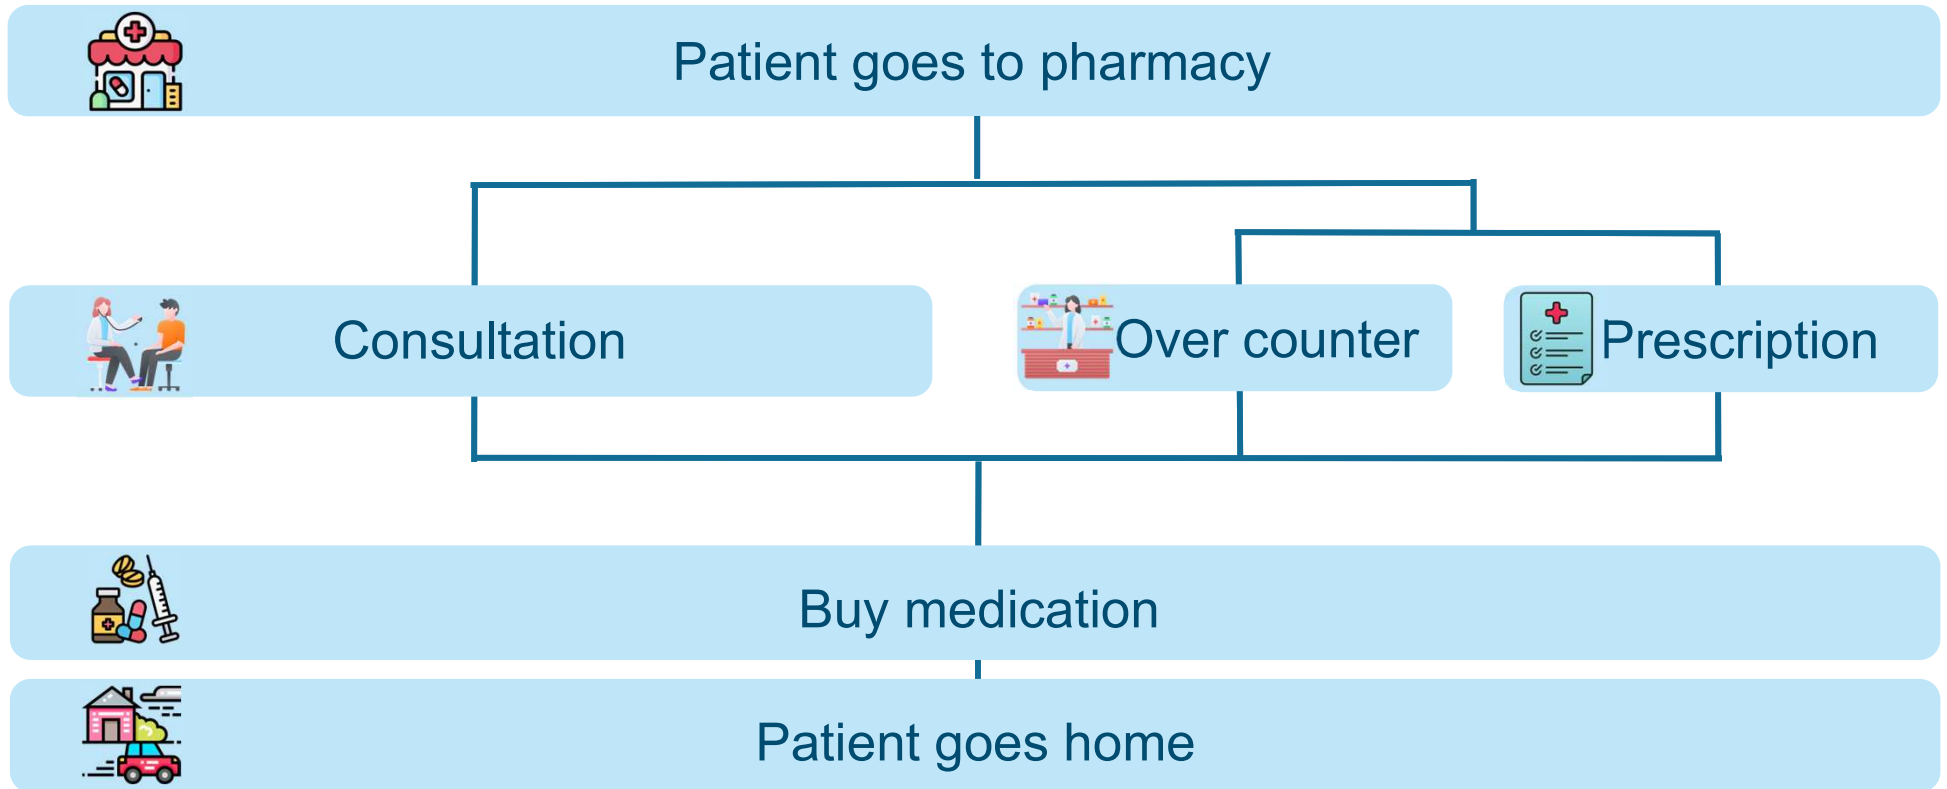 Patient goes to pharmacy
Consultation
Over counter
Prescription
Buy medication
Patient goes home